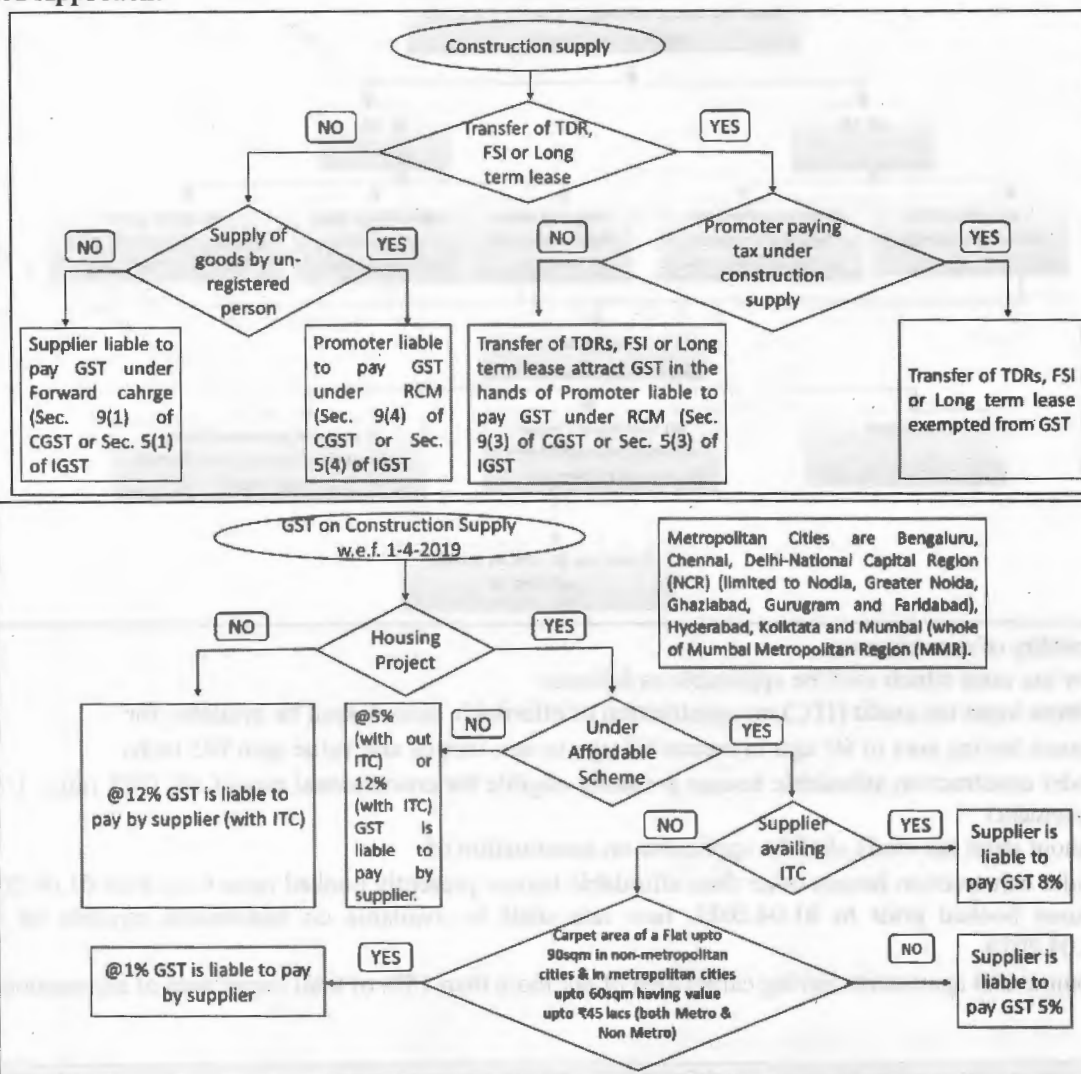 Construction supply
NO
Transfer of TDR,
FSI or Long
term lease
YES
NO
Supply of
goods by un-
registered
person
YES
NO
Promoter paying
tax under
construction
supply
YES
Supplier liable to
pay GST under
Forward cahrge
(Sec. 9(1) of
CGST or Sec. 5(1)
of IGST
Promoter liable
to pay GST
under RCM
(Sec. 9(4) of
CGST or Sec.
5(4) of IGST
Transfer of TDRs, FSI or Long
term lease attract GST in the
hands of Promoter liable to
pay GST under RCM (Sec.
9(3) of CGST or Sec. 5(3) of
IGST
Transfer of TDRs, FSI
or Long term lease
exempted from GST
GST on Construction Supply
w.e.f. 1-4-2019
Metropolitan Cities are Bengaluru,
Chennai, Delhi-National Capital Region
(NCR) (limited to Nodia, Greater Noida,
Ghaziabad, Gurugram and Faridabad),
Hyderabad, Kolktata and Mumbai (whole
of Mumbai Metropolitan Region (MMR).
NO
Housing
Project
YES
@12% GST is liable to
pay by supplier (with ITC)
@5%
(with out
ITC) or
12%
(with ITC)
GST is
liable to
pay by
supplier.
NO
Under
Affordable
Scheme
YES
NO
Supplier
availing
ITC
YES
Supplier is
liable to
pay GST 8%
@1% GST is liable to pay
by supplier
YES
Carpet area of a Flat upto
90sqm in non-metropolitan
cities & in metropolitan cities
upto 60sqm having value
upto ₹45 lacs (both Metro &
Non Metro)
NO
Supplier is
liable to
pay GST 5%